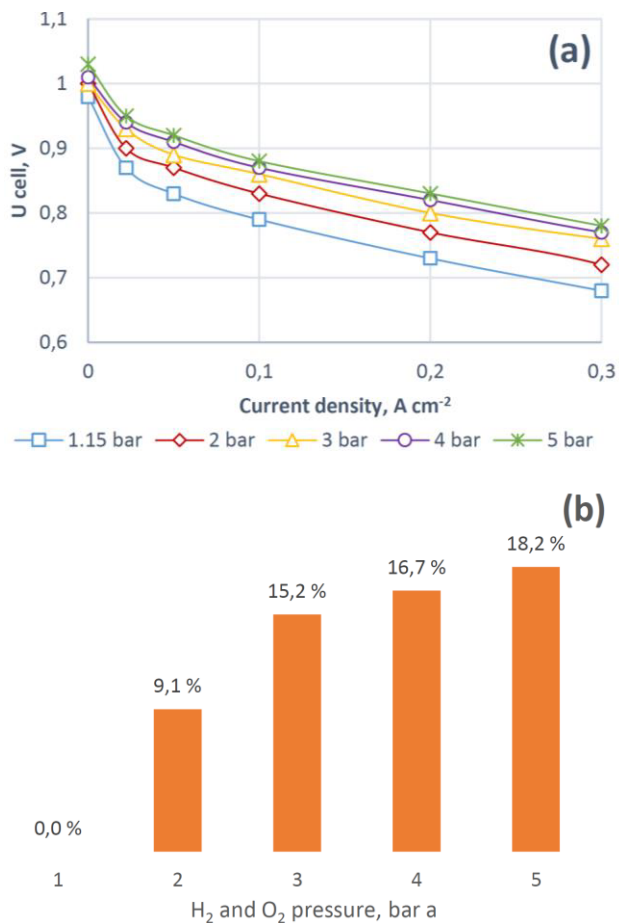 (a)
U cell, V
1,1
1
0,9
0,8
0,7
0,6
0 0,1 0,2 0,3
Current density, A cm⁻²
1.15 bar 2 bar 3 bar 4 bar 5 bar
(b)
18,2 %
16,7 %
15,2 %
9,1 %
0,0 %
1 2 3 4 5
H₂ and O₂ pressure, bar a